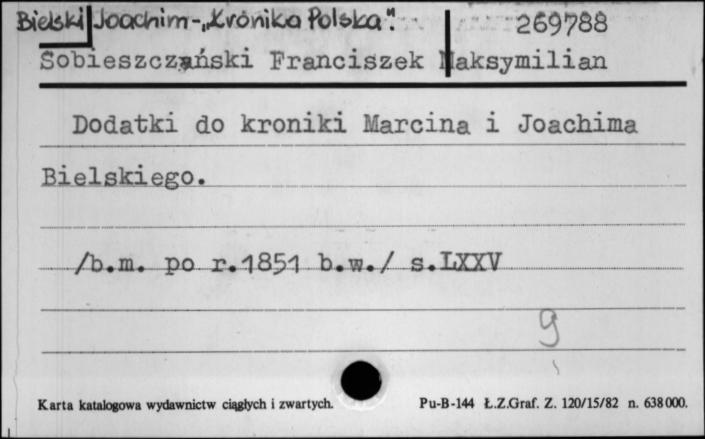 Bielski Joachim - „Kronika Polska". 269788
Sobieszczański Franciszek Maksymilian
Dodatki do kroniki Marcina i Joachima
Bielskiego.
/b.m. po r.1851 b.w./ s.LXXV
9
Karta katalogowa wydawnictw ciągłych i zwartych. Pu-B-144 Ł.Z.Graf. Z. 120/15/82 n. 638000.